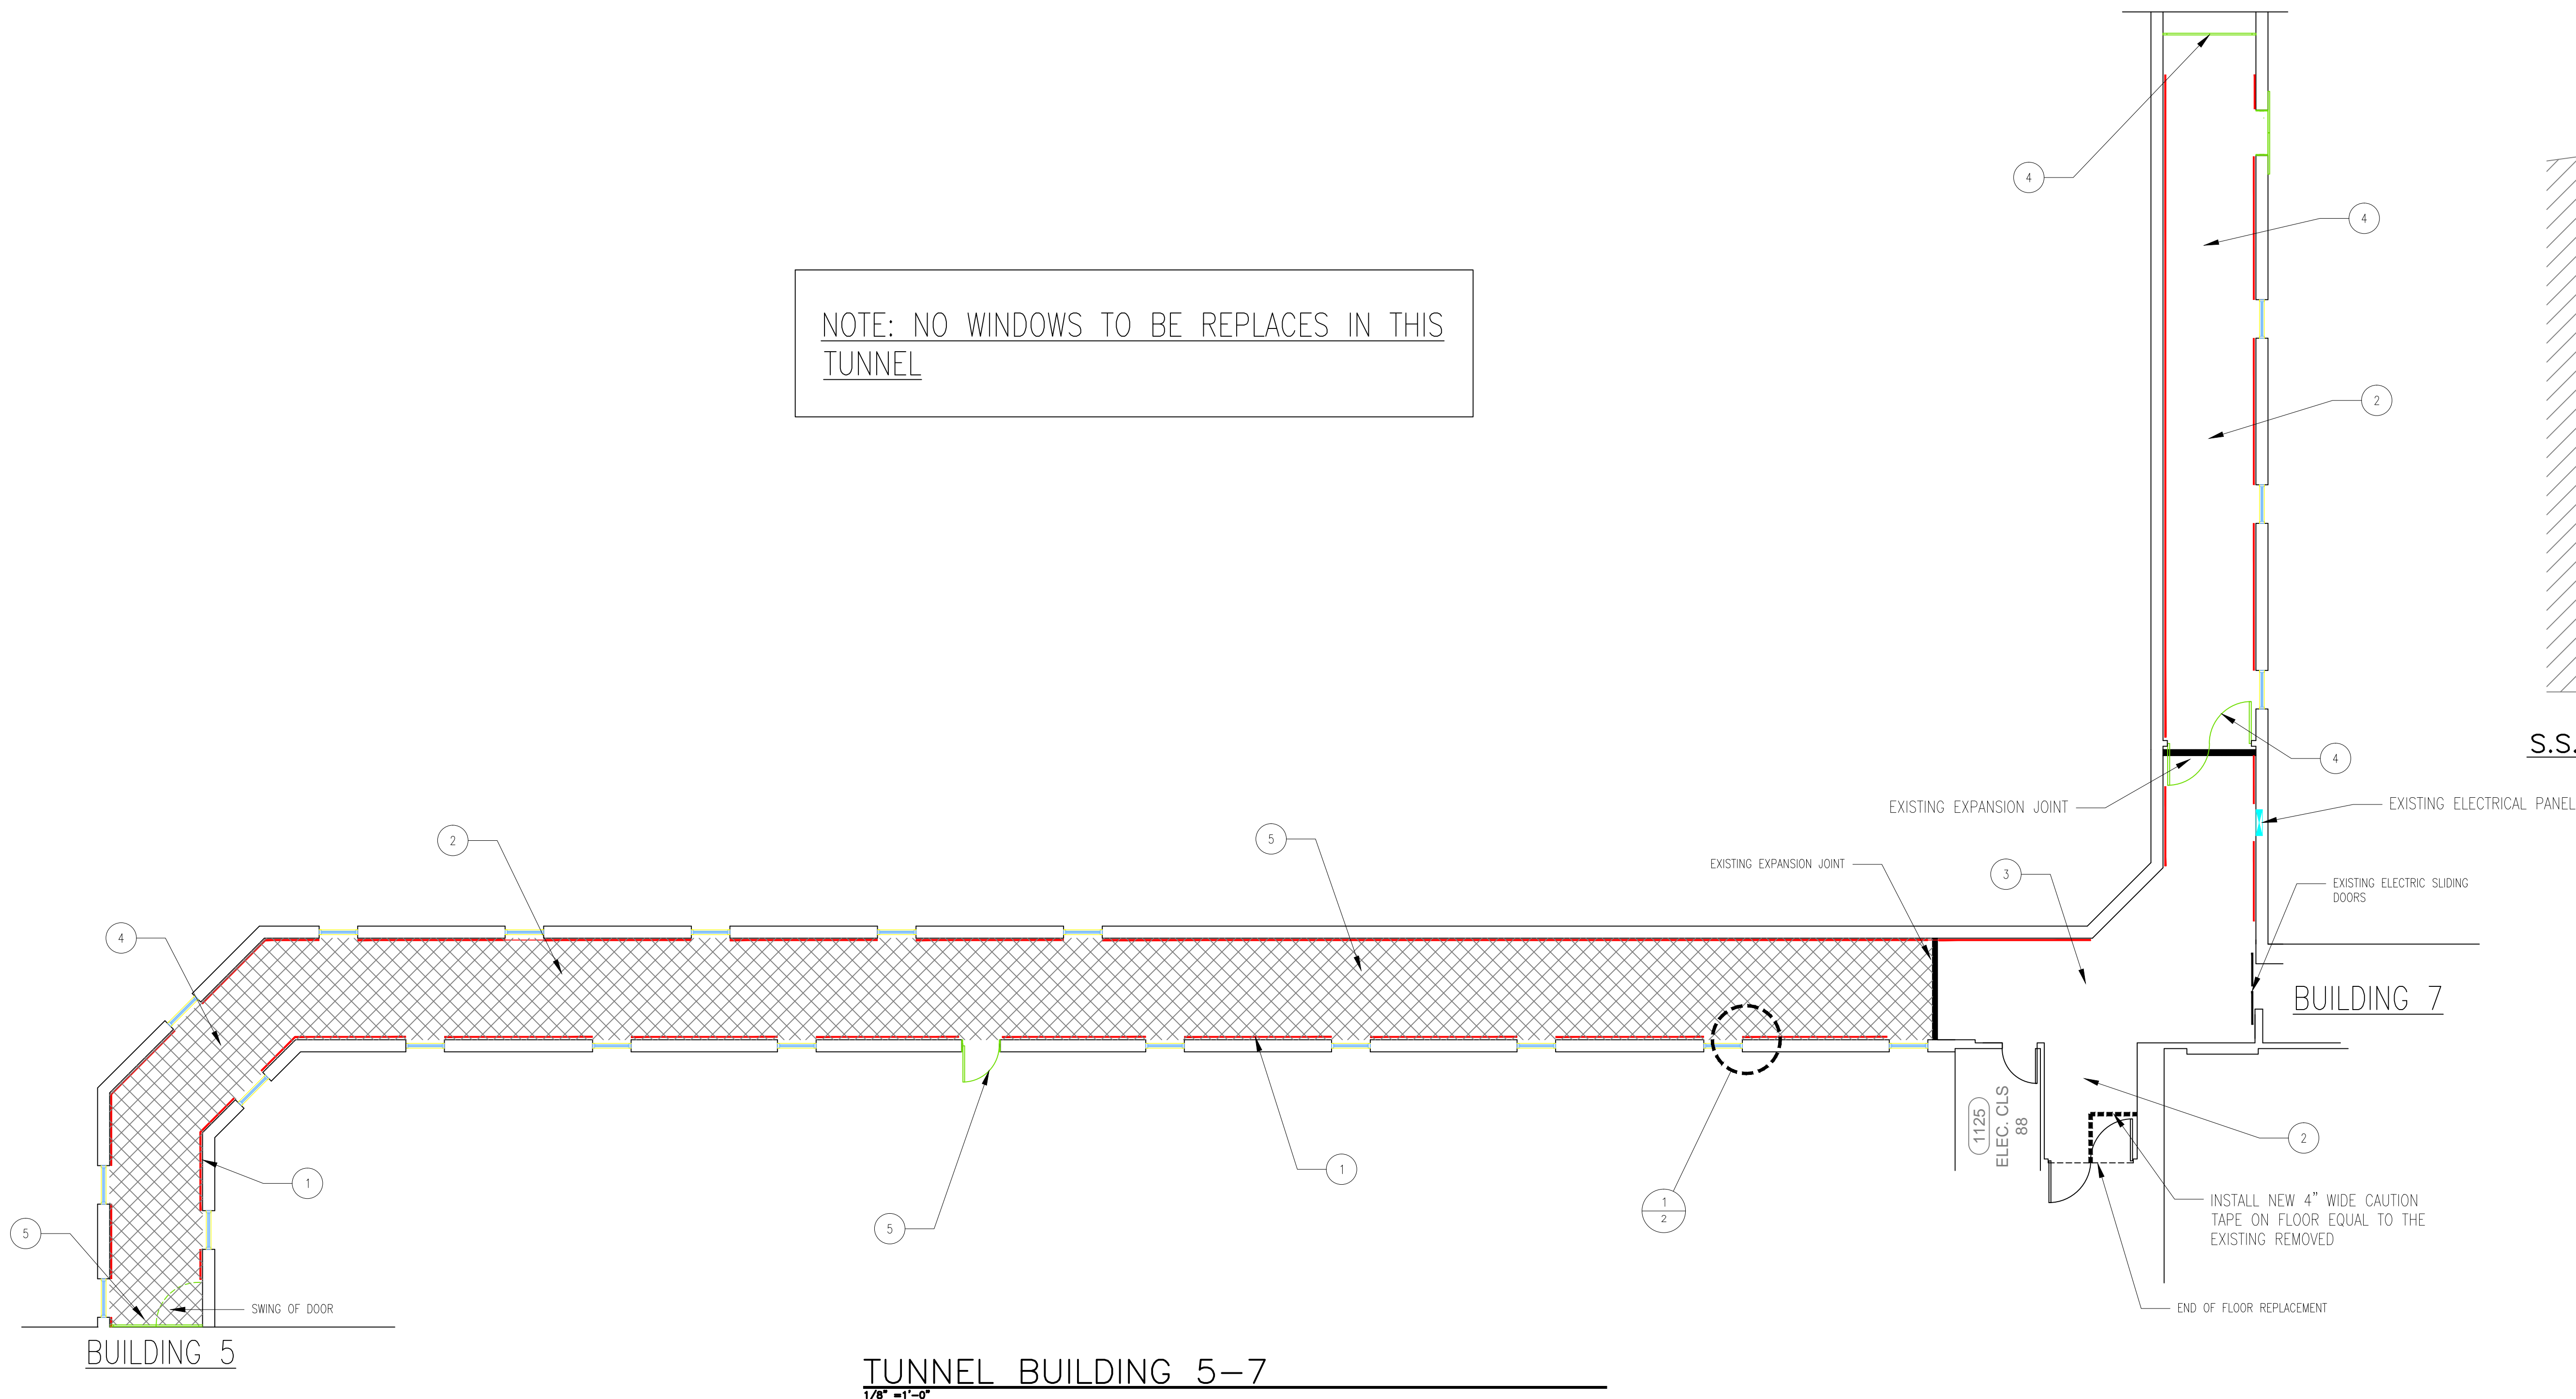 4
4
NOTE: NO WINDOWS TO BE REPLACES IN THIS
TUNNEL
2
S.S.
4
EXISTING EXPANSION JOINT
EXISTING ELECTRICAL PANEL
2
5
EXISTING EXPANSION JOINT
3
EXISTING ELECTRIC SLIDING
DOORS
4
BUILDING 7
1125
ELEC. CLS
88
2
1
1
1
2
INSTALL NEW 4" WIDE CAUTION
TAPE ON FLOOR EQUAL TO THE
EXISTING REMOVED
5
5
SWING OF DOOR
END OF FLOOR REPLACEMENT
BUILDING 5
TUNNEL BUILDING 5-7
1/8" =1'-0"